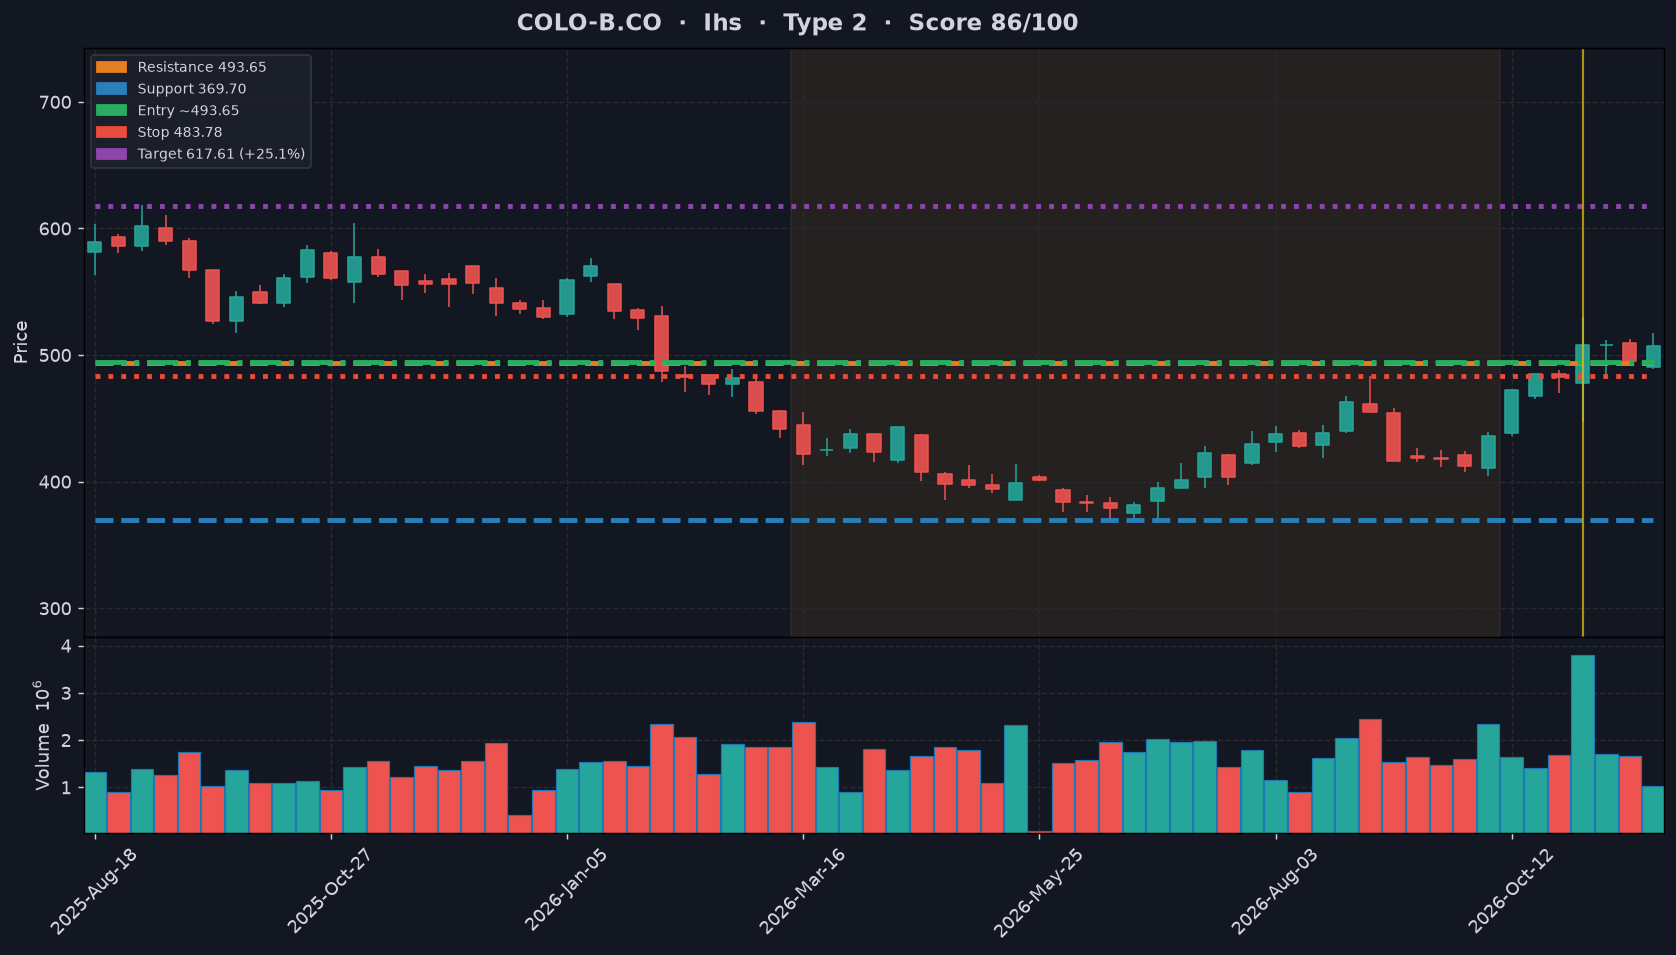 COLO-B.CO · Ihs · Type 2 · Score 86/100
Resistance 493.65
Support 369.70
Entry ~493.65
Stop 483.78
Target 617.61 (+25.1%)
700
600
500
400
300
Price
4
3
2
1
Volume 10⁶
2025-Aug-18
2025-Oct-27
2026-Jan-05
2026-Mar-16
2026-May-25
2026-Aug-03
2026-Oct-12